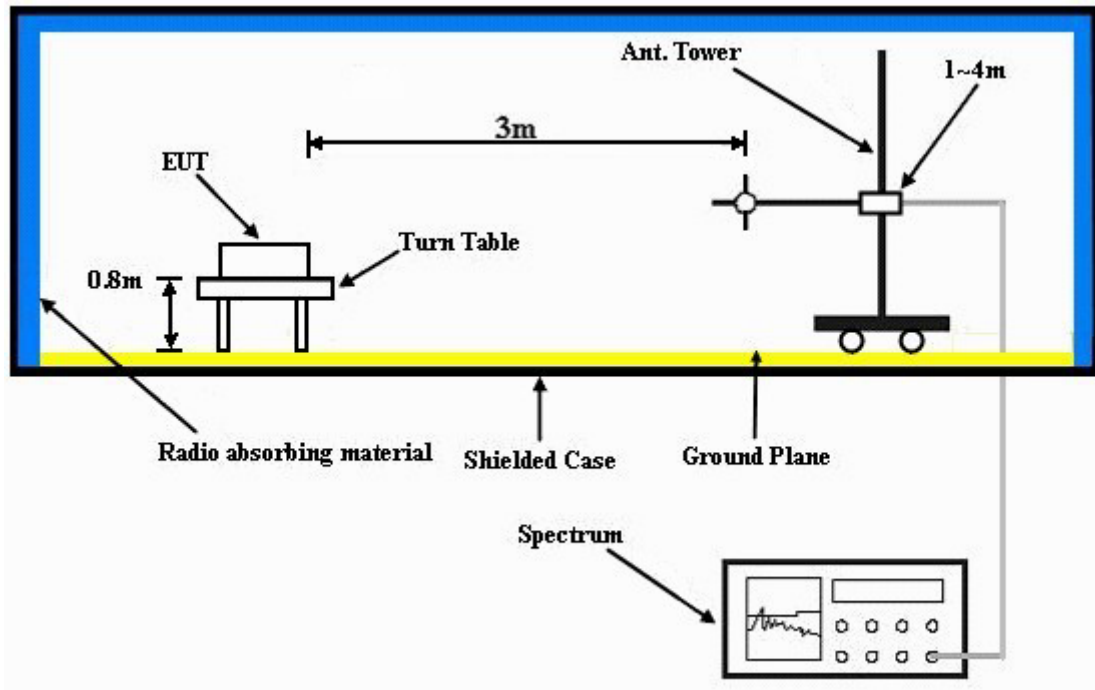 Ant. Tower
1~4m
3m
EUT
Turn Table
0.8m
Radio absorbing material
Shielded Case
Ground Plane
Spectrum